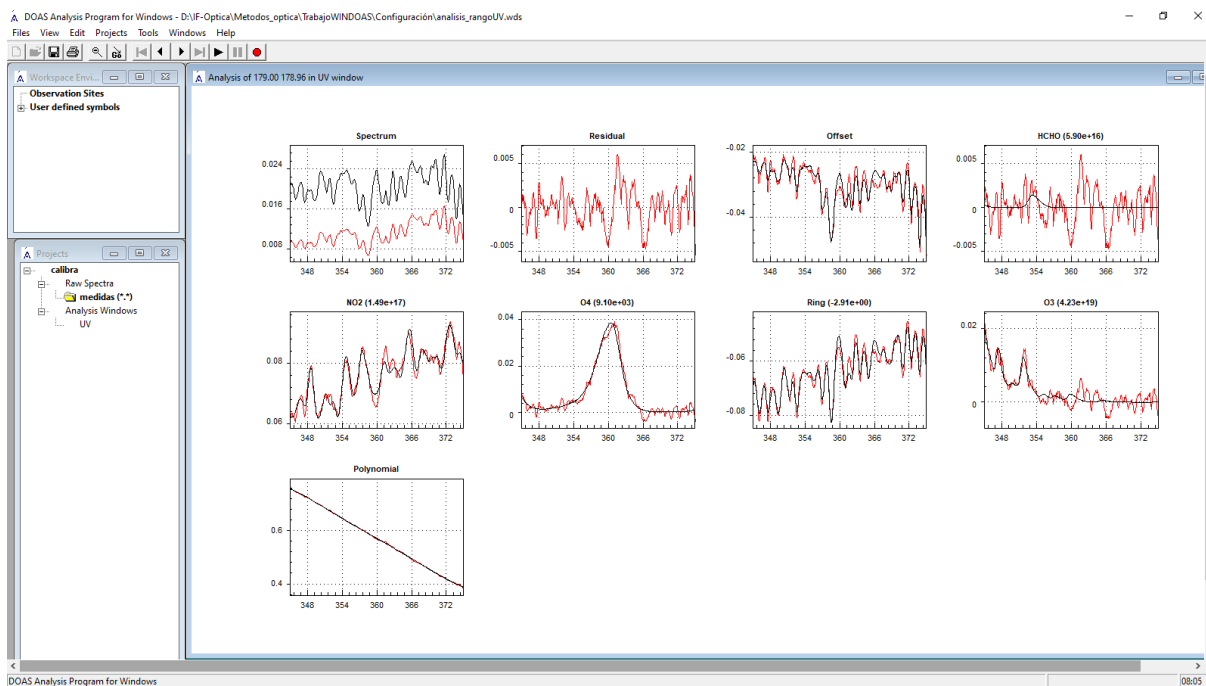 DOAS Analysis Program for Windows - D:\IF-Optica\Metodos_optica\TrabajoWINDOAS\Configuración\analisis_rangoUV.wds
Files View Edit Projects Tools Windows Help
Workspace Envi...
Observation Sites
User defined symbols
Projects
calibra
Raw Spectra
medidas (*.*)
Analysis Windows
UV
Analysis of 179.00 178.96 in UV window
Spectrum
0.024
0.016
0.008
348 354 360 366 372
Residual
0.005
0
-0.005
348 354 360 366 372
Offset
-0.02
-0.04
348 354 360 366 372
HCHO (5.90e+16)
0.005
0
-0.005
348 354 360 366 372
NO2 (1.49e+17)
0.08
0.06
348 354 360 366 372
O4 (9.10e+03)
0.04
0.02
0
348 354 360 366 372
Ring (-2.91e+00)
-0.06
-0.08
348 354 360 366 372
O3 (4.23e+19)
0.02
0
348 354 360 366 372
Polynomial
0.6
0.4
348 354 360 366 372
DOAS Analysis Program for Windows
08:05